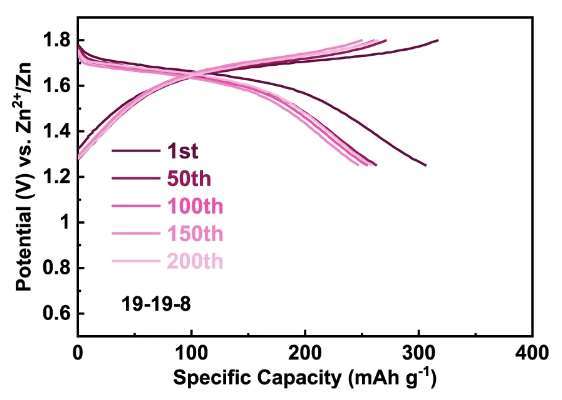 1.8
1.6
1.4
1.2
1
0.8
0.6
Potential (V) vs. Zn²⁺/Zn
1st
50th
100th
150th
200th
19-19-8
0 100 200 300 400
Specific Capacity (mAh g⁻¹)